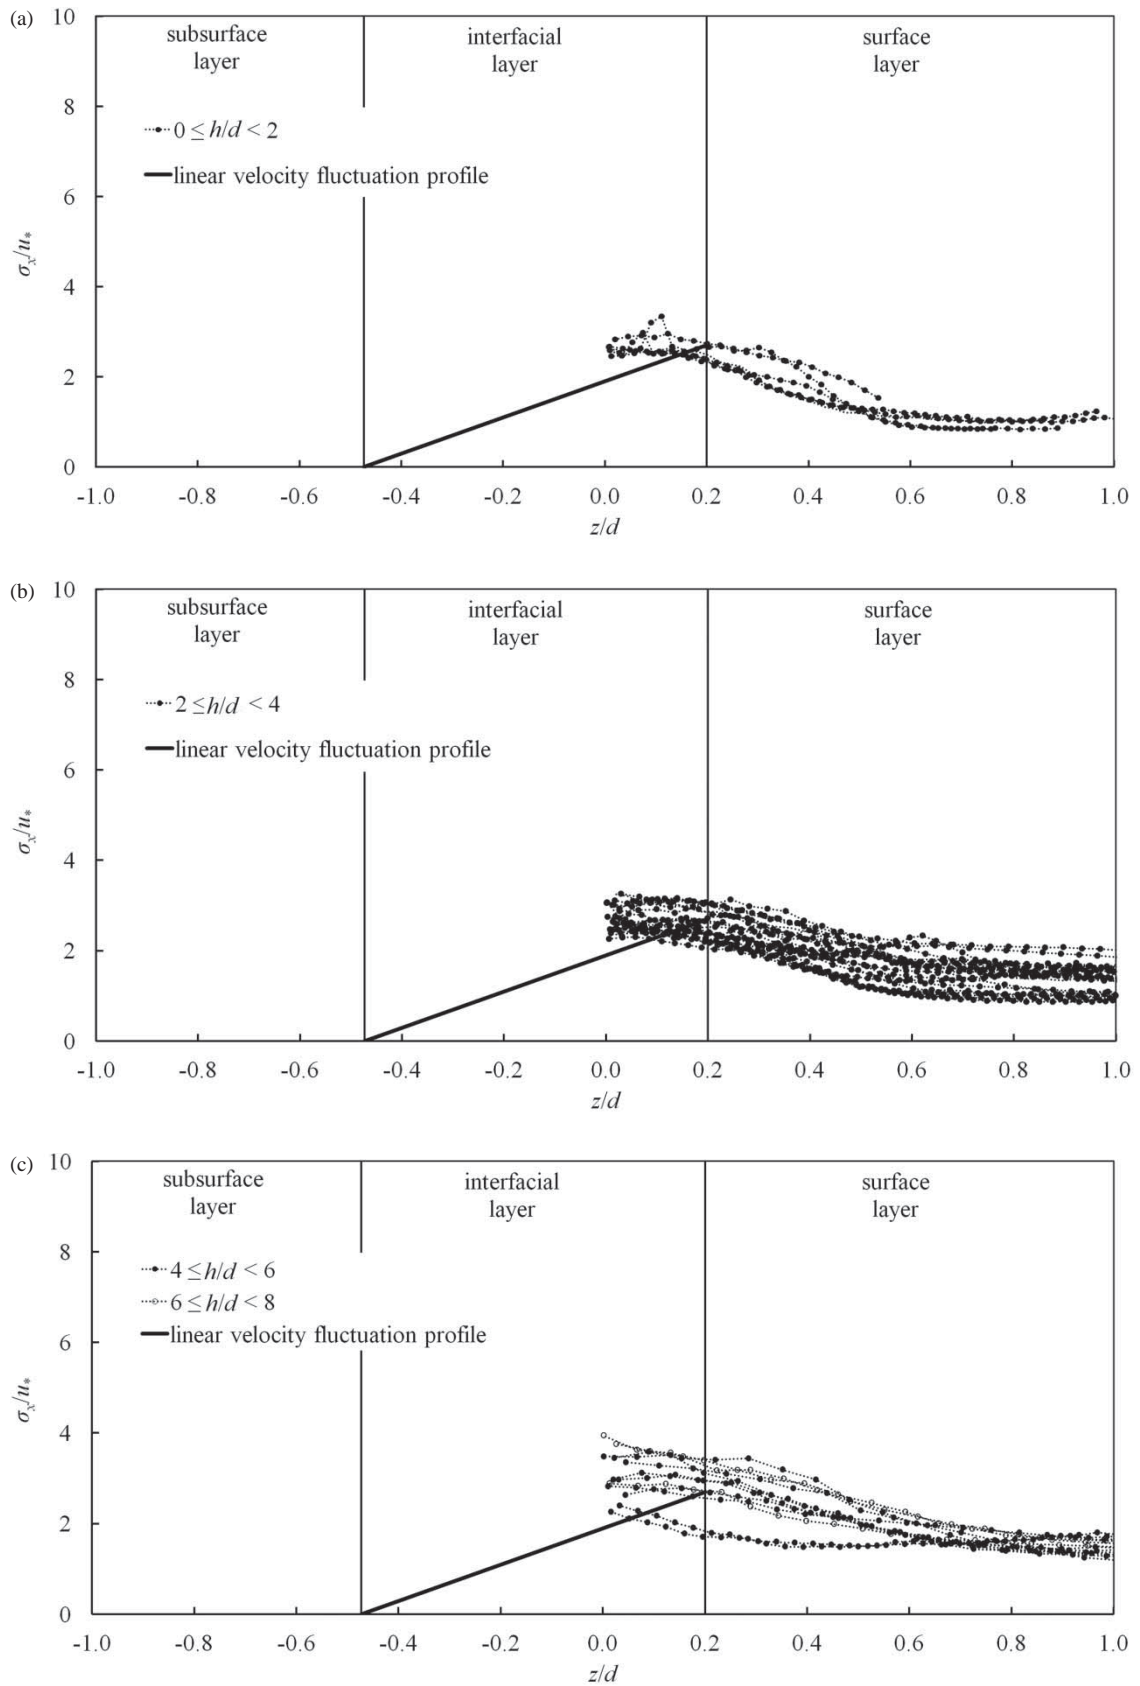 (a)
10
8
6
4
2
0
σx/u*
subsurface
layer
interfacial
layer
surface
layer
0 ≤ h/d < 2
linear velocity fluctuation profile
-1.0 -0.8 -0.6 -0.4 -0.2 0.0 0.2 0.4 0.6 0.8 1.0
z/d
(b)
10
8
6
4
2
0
σx/u*
subsurface
layer
interfacial
layer
surface
layer
2 ≤h/d < 4
linear velocity fluctuation profile
-1.0 -0.8 -0.6 -0.4 -0.2 0.0 0.2 0.4 0.6 0.8 1.0
z/d
(c)
10
8
6
4
2
0
σx/u*
subsurface
layer
interfacial
layer
surface
layer
4 ≤h/d < 6
6 ≤h/d < 8
linear velocity fluctuation profile
-1.0 -0.8 -0.6 -0.4 -0.2 0.0 0.2 0.4 0.6 0.8 1.0
z/d